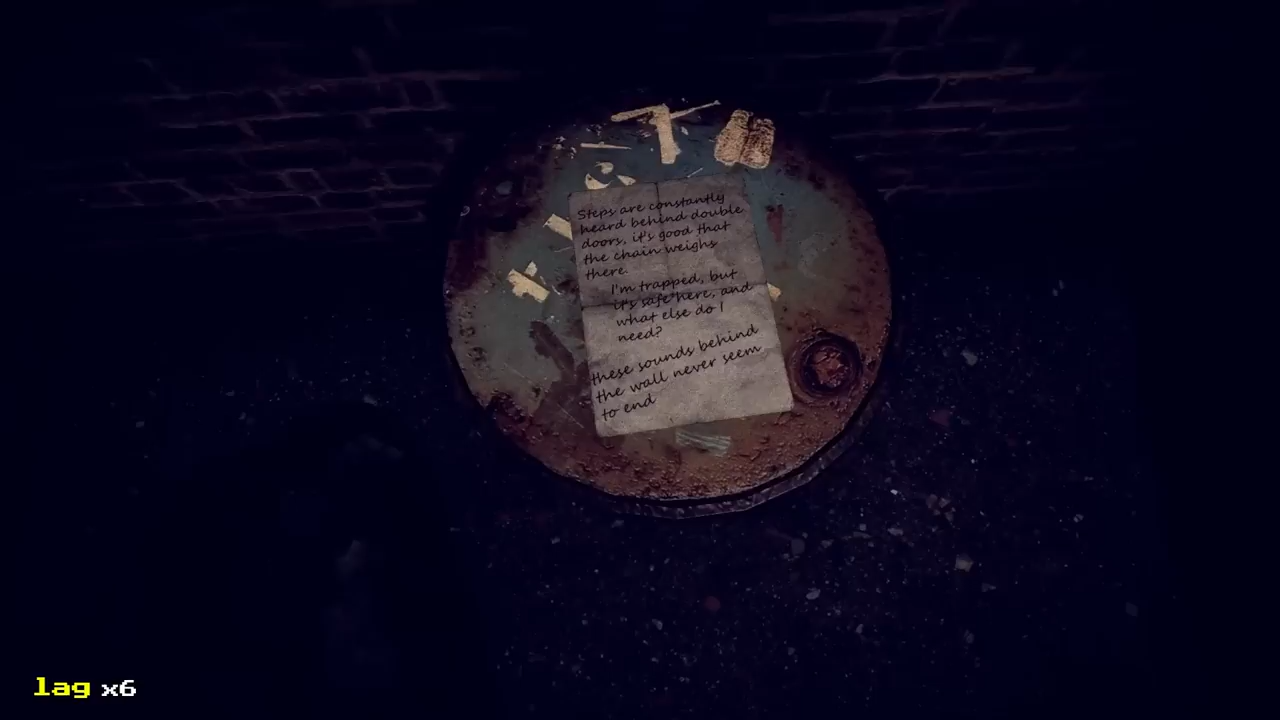 Steps are constantly
heard behind double
doors, it's good that
the chain weighs
there.
I'm trapped, but
it's safe here, and
what else do I
need?
these sounds behind
the wall never seem
to end
lag x6